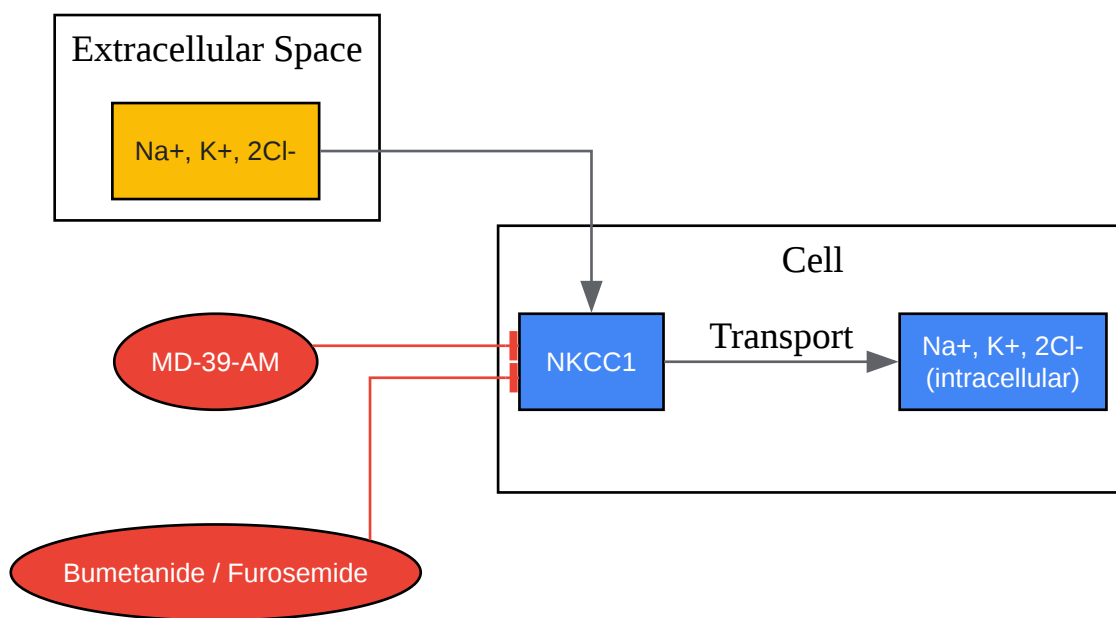 Extracellular Space
Na+, K+, 2Cl-
Cell
Transport
NKCC1
Na+, K+, 2Cl-
(intracellular)
MD-39-AM
Bumetanide / Furosemide